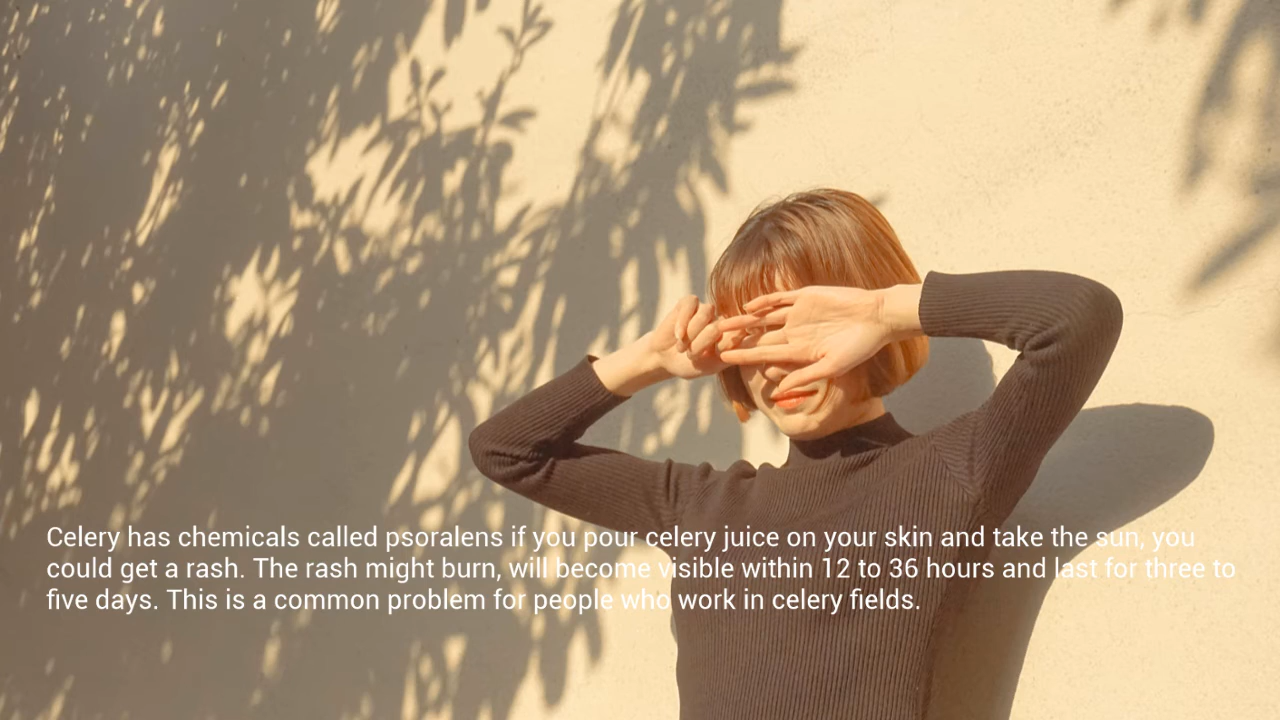 Celery has chemicals called psoralens if you pour celery juice on your skin and take the sun, you
could get a rash. The rash might burn, will become visible within 12 to 36 hours and last for three to
five days. This is a common problem for people who work in celery fields.